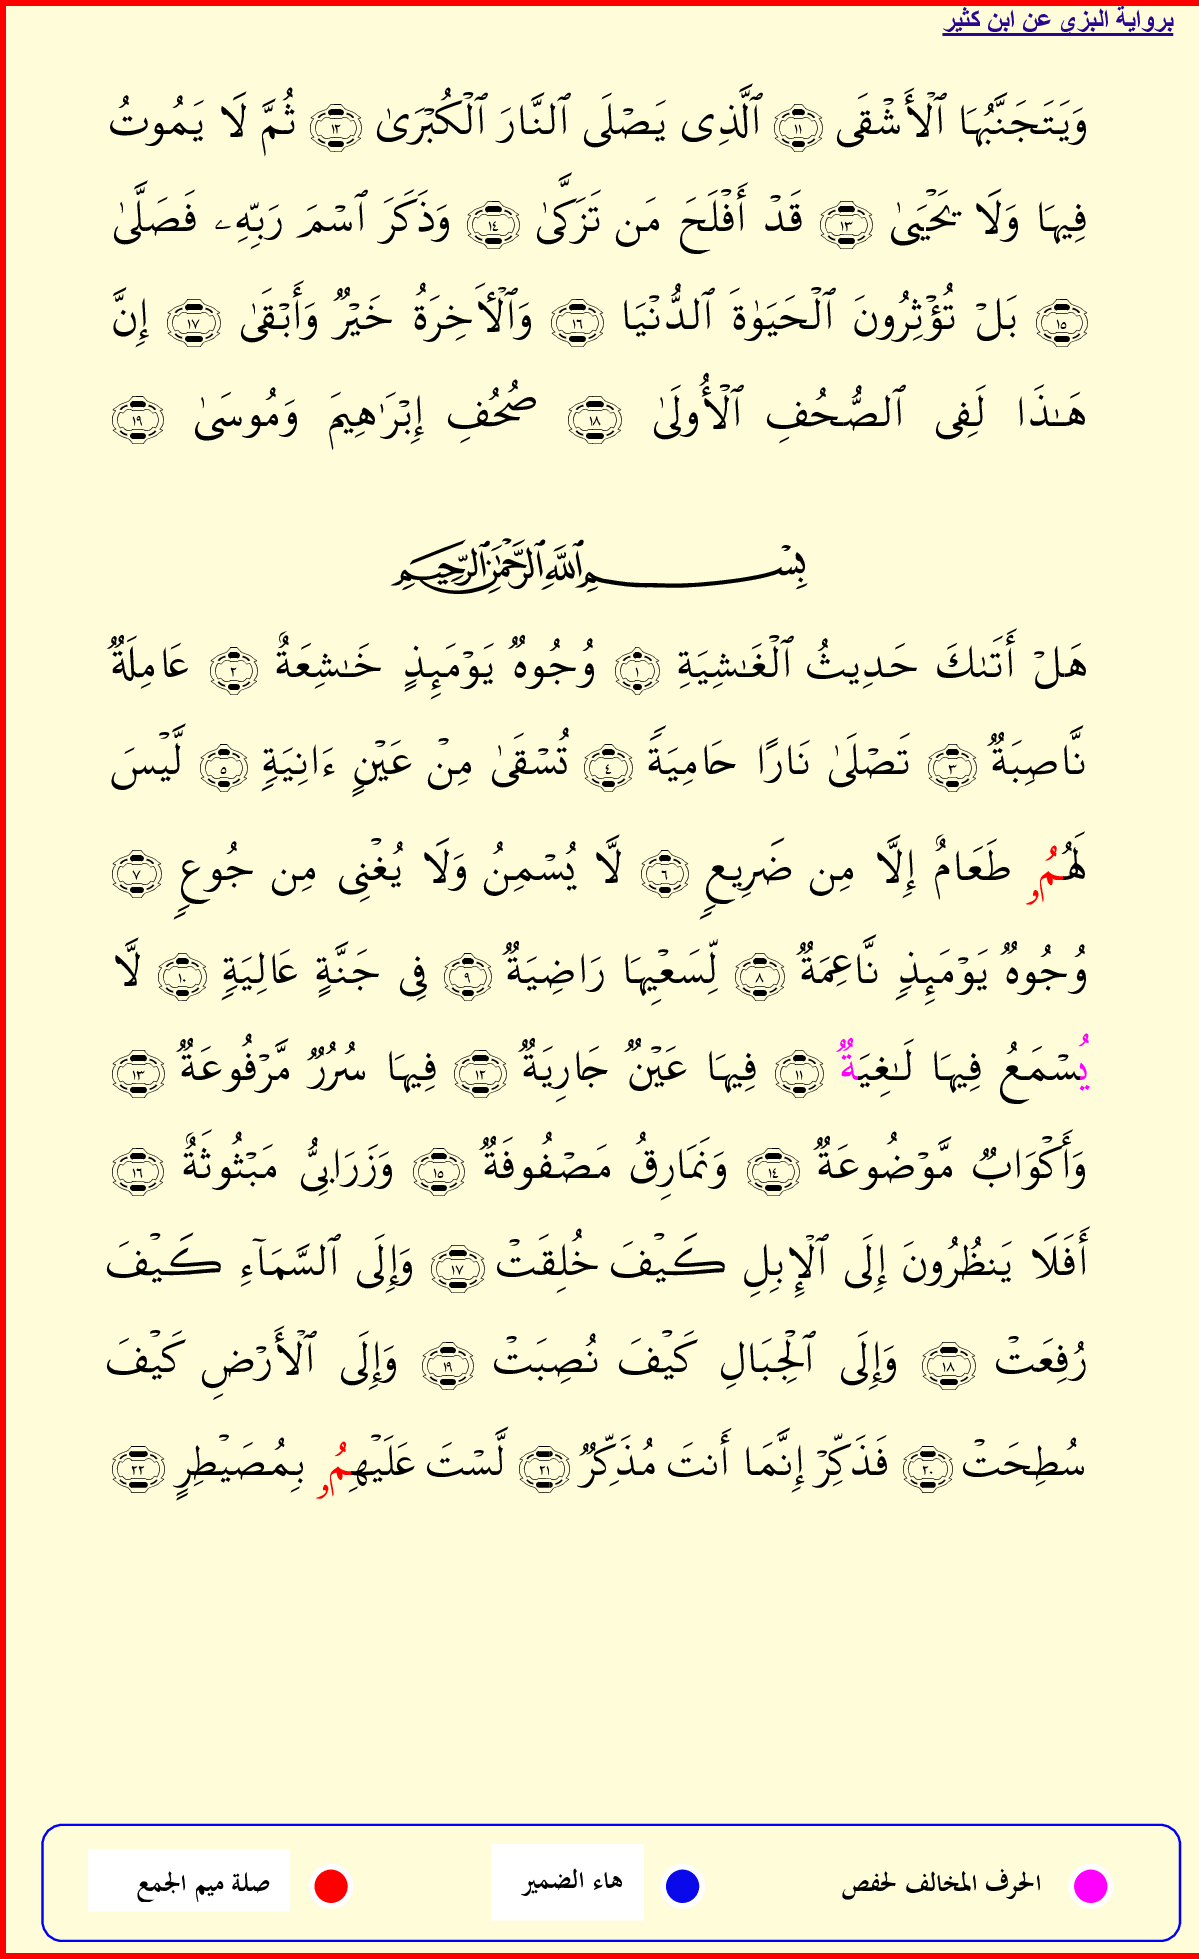 برواية البزي عن ابن كثير
وَيَتَجَنَّبُهَا ٱلۡأَشۡقَى ١١ ٱلَّذِى يَصۡلَى ٱلنَّارَ ٱلۡكُبۡرَىٰ ١٢ ثُمَّ لَا يَمُوتُ
فِيهَا وَلَا يَحۡيَىٰ ١٣ قَدۡ أَفۡلَحَ مَن تَزَكَّىٰ ١٤ وَذَكَرَ ٱسۡمَ رَبِّهِۦ فَصَلَّىٰ
١٥ بَلۡ تُؤۡثِرُونَ ٱلۡحَيَوٰةَ ٱلدُّنۡيَا ١٦ وَٱلۡأٓخِرَةُ خَيۡرٞ وَأَبۡقَىٰ ١٧ إِنَّ
هَـٰذَا لَفِى ٱلصُّحُفِ ٱلۡأُولَىٰ ١٨ صُحُفِ إِبۡرَٰهِيمَ وَمُوسَىٰ ١٩
بِسۡمِ ٱللَّهِ ٱلرَّحۡمَٰنِ ٱلرَّحِيمِ
هَلۡ أَتَىٰكَ حَدِيثُ ٱلۡغَـٰشِيَةِ ١ وُجُوهٞ يَوۡمَئِذٍ خَـٰشِعَةٌ ٢ عَامِلَةٞ
نَّاصِبَةٞ ٣ تَصۡلَىٰ نَارًا حَامِيَةٗ ٤ تُسۡقَىٰ مِنۡ عَيۡنٍ ءَانِيَةٖ ٥ لَّيۡسَ
لَهُمُۥ طَعَامٌ إِلَّا مِن ضَرِيعٖ ٦ لَّا يُسۡمِنُ وَلَا يُغۡنِى مِن جُوعٖ ٧
وُجُوهٞ يَوۡمَئِذٖ نَّاعِمَةٞ ٨ لِّسَعۡيِهَا رَاضِيَةٞ ٩ فِى جَنَّةٍ عَالِيَةٖ ١٠ لَّا
يُسۡمَعُ فِيهَا لَـٰغِيَةٞ ١١ فِيهَا عَيۡنٞ جَارِيَةٞ ١٢ فِيهَا سُرُرٞ مَّرۡفُوعَةٞ ١٣
وَأَكۡوَابٞ مَّوۡضُوعَةٞ ١٤ وَنَمَارِقُ مَصۡفُوفَةٞ ١٥ وَزَرَابِىُّ مَبۡثُوثَةٌ ١٦
أَفَلَا يَنظُرُونَ إِلَى ٱلۡإِبِلِ كَيۡفَ خُلِقَتۡ ١٧ وَإِلَى ٱلسَّمَآءِ كَيۡفَ
رُفِعَتۡ ١٨ وَإِلَى ٱلۡجِبَالِ كَيۡفَ نُصِبَتۡ ١٩ وَإِلَى ٱلۡأَرۡضِ كَيۡفَ
سُطِحَتۡ ٢٠ فَذَكِّرۡ إِنَّمَا أَنتَ مُذَكِّرٞ ٢١ لَّسۡتَ عَلَيۡهِمُۥ بِمُصَيۡطِرٍ ٢٢
الحرف المخالف لحفص
هاء الضمير
صلة ميم الجمع